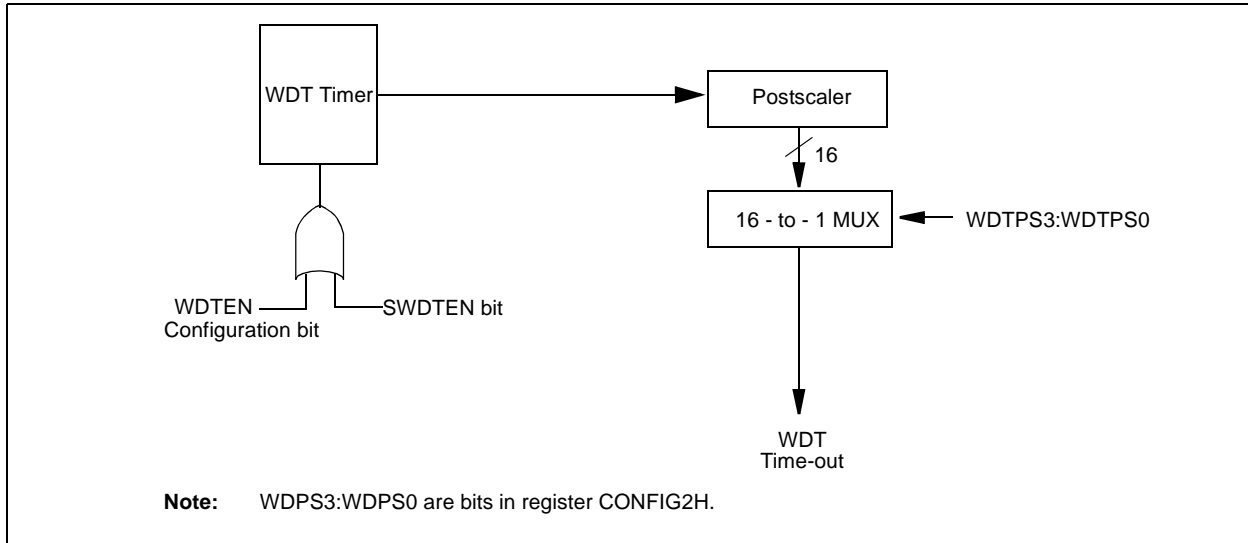 WDT Timer
Postscaler
16
16 - to - 1 MUX
WDTPS3:WDTPS0
WDTEN
Configuration bit
SWDTEN bit
WDT
Time-out
Note: WDPS3:WDPS0 are bits in register CONFIG2H.